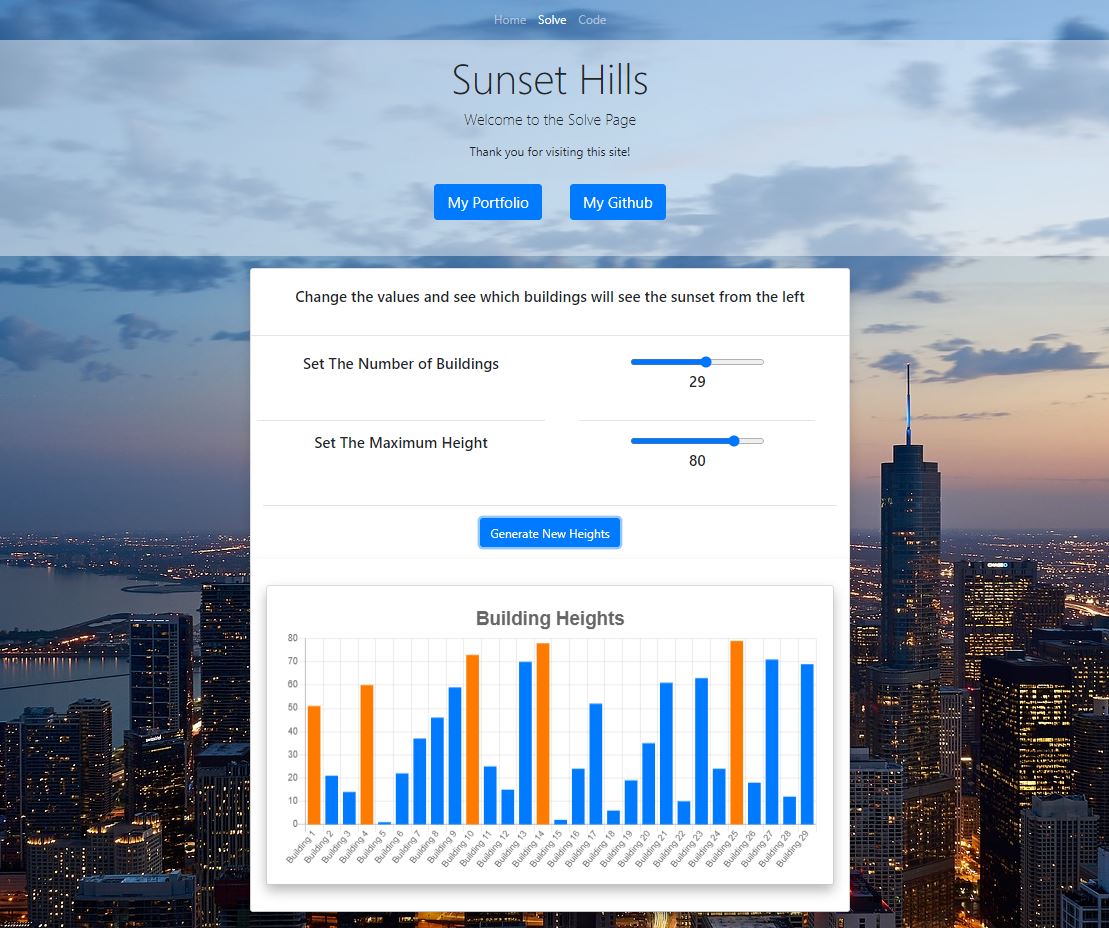 Home Solve Code
Sunset Hills
Welcome to the Solve Page
Thank you for visiting this site!
My Portfolio My Github
Change the values and see which buildings will see the sunset from the left
Set The Number of Buildings
29
Set The Maximum Height
80
Generate New Heights
Building Heights
80
70
60
50
40
30
20
10
0
Building 1 Building 2 Building 3 Building 4 Building 5 Building 6 Building 7 Building 8 Building 9 Building 10 Building 11 Building 12 Building 13 Building 14 Building 15 Building 16 Building 17 Building 18 Building 19 Building 20 Building 21 Building 22 Building 23 Building 24 Building 25 Building 26 Building 27 Building 28 Building 29